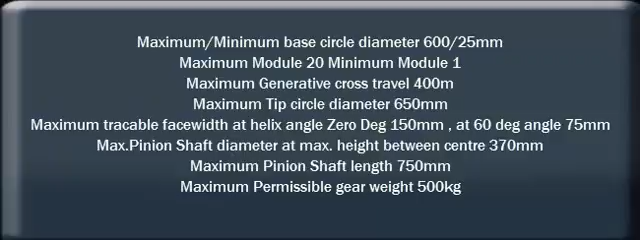 Maximum/Minimum base circle diameter 600/25mm
Maximum Module 20 Minimum Module 1
Maximum Generative cross travel 400m
Maximum Tip circle diameter 650mm
Maximum tracable facewidth at helix angle Zero Deg 150mm , at 60 deg angle 75mm
Max.Pinion Shaft diameter at max. height between centre 370mm
Maximum Pinion Shaft length 750mm
Maximum Permissible gear weight 500kg